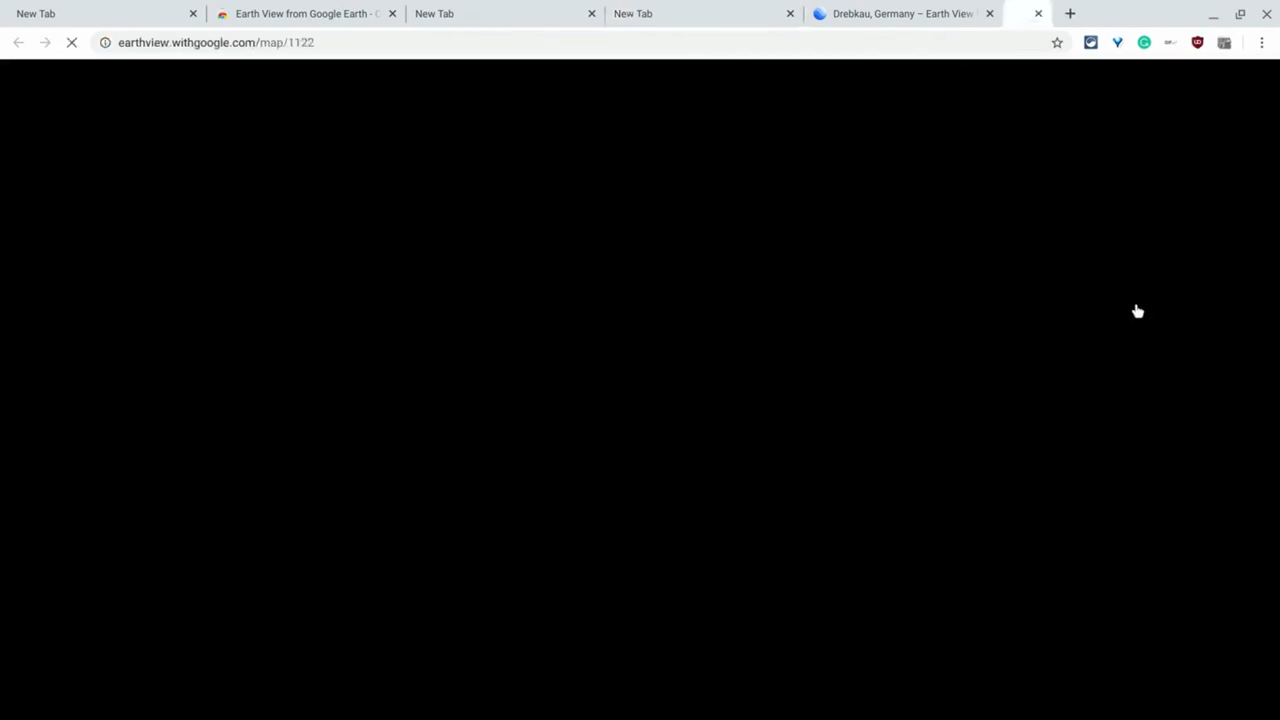 New Tab
Earth View from Google Earth - C
New Tab
New Tab
Drebkau, Germany – Earth View
earthview.withgoogle.com/map/1122